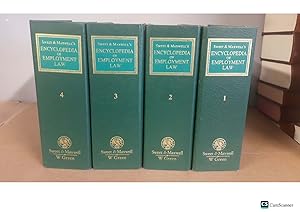 Sweet & Maxwell's
Encyclopedia
of
Employment
Law
4
Sweet & Maxwell
W Green
Sweet & Maxwell's
Encyclopedia
of
Employment
Law
3
Sweet & Maxwell
W Green
Sweet & Maxwell's
Encyclopedia
of
Employment
Law
2
Sweet & Maxwell
W Green
Sweet & Maxwell's
Encyclopedia
of
Employment
Law
1
Sweet & Maxwell
W Green
CS CamScanner